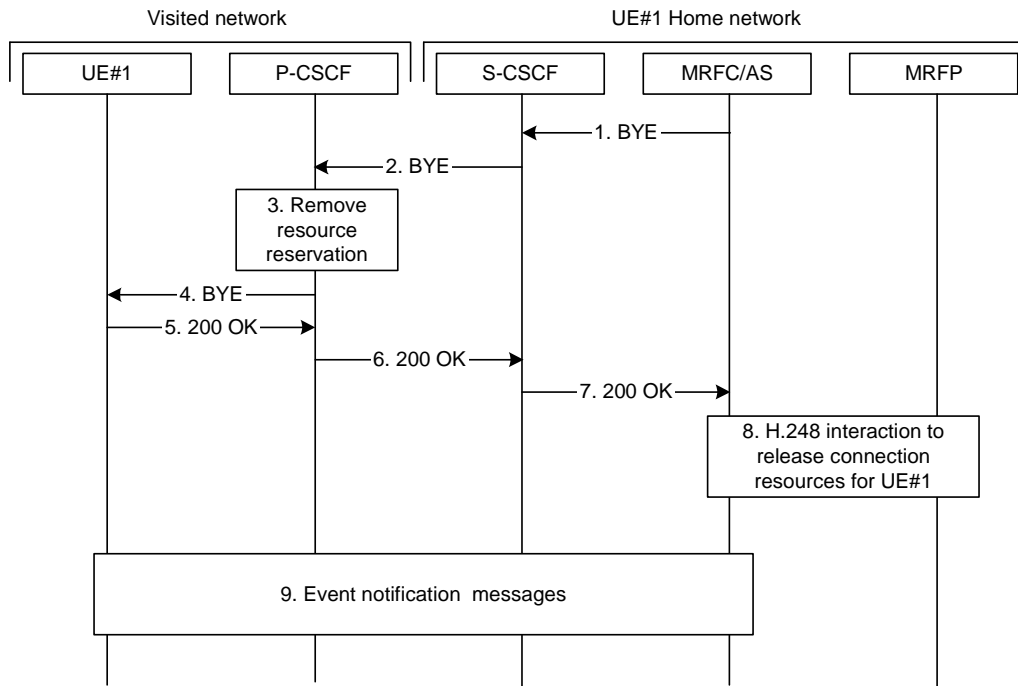 Visited network
UE#1 Home network
UE#1
P-CSCF
S-CSCF
MRFC/AS
MRFP
1. BYE
2. BYE
3. Remove
resource
reservation
4. BYE
5. 200 OK
6. 200 OK
7. 200 OK
8. H.248 interaction to
release connection
resources for UE#1
9. Event notification messages